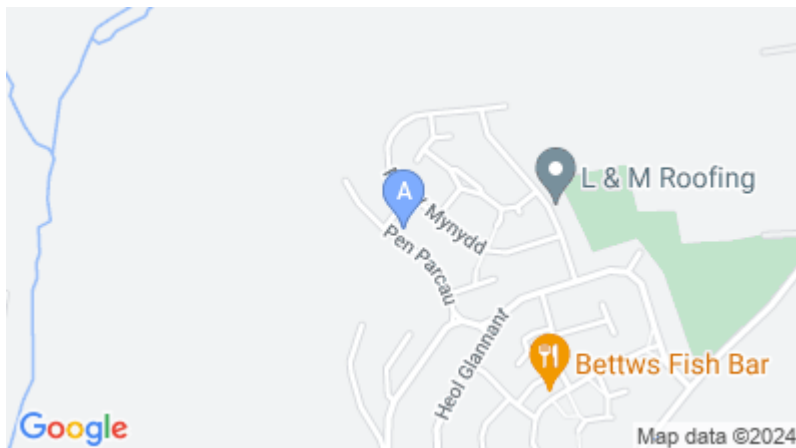 L & M Roofing
A
Mynydd
Pen Parcau
Heol Glannant
Bettws Fish Bar
Google
Map data ©2024